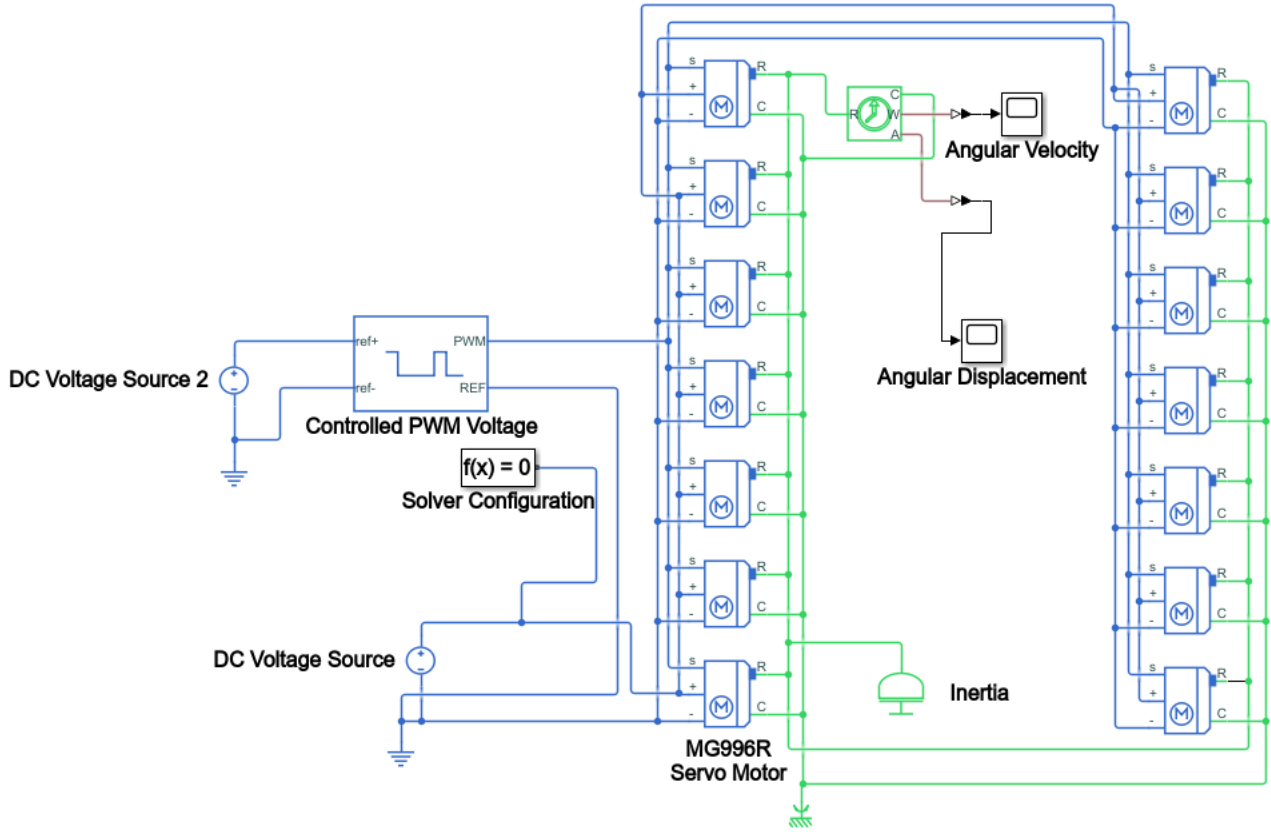 s
+
-
M
R
C
s
+
-
M
R
C
s
+
-
M
R
C
s
+
-
M
R
C
s
+
-
M
R
C
s
+
-
M
R
C
s
+
-
M
R
C
MG996R
Servo Motor
R
C
W
A
Angular Velocity
Angular Displacement
DC Voltage Source 2
+
-
ref+
ref-
PWM
REF
Controlled PWM Voltage
f(x) = 0
Solver Configuration
DC Voltage Source
+
-
Inertia
s
+
-
M
R
C
s
+
-
M
R
C
s
+
-
M
R
C
s
+
-
M
R
C
s
+
-
M
R
C
s
+
-
M
R
C
s
+
-
M
R
C